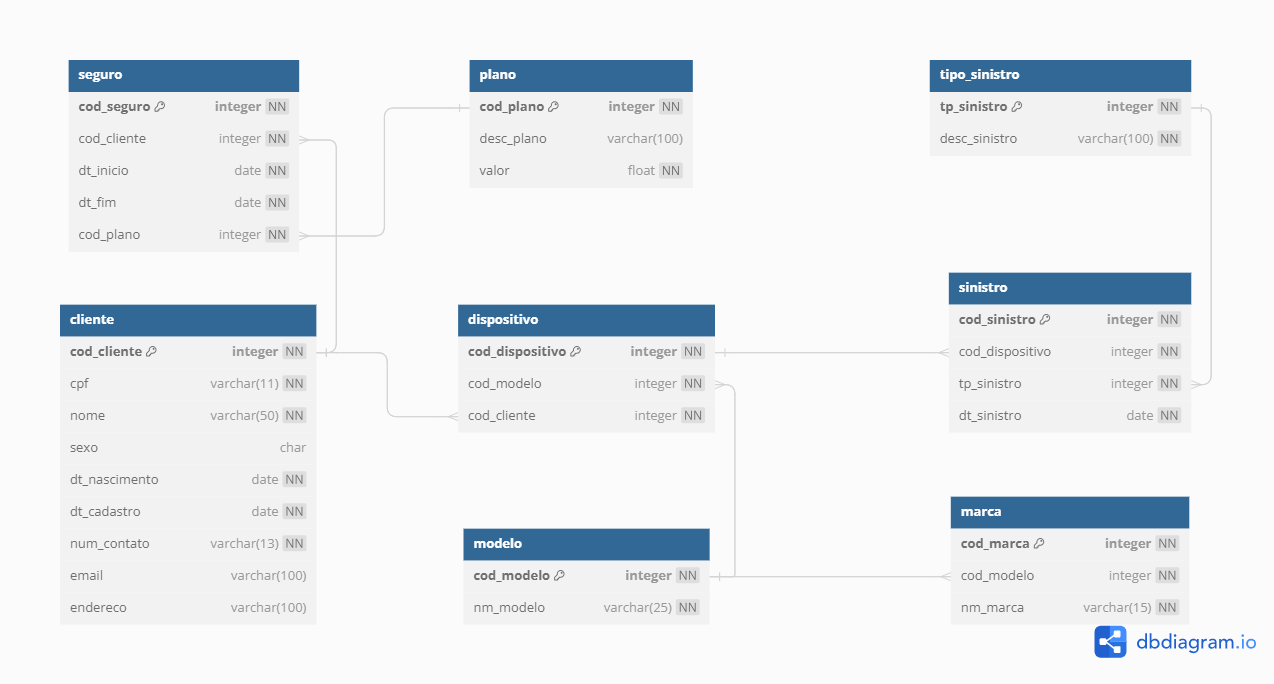 seguro
cod_seguro integer NN
cod_cliente integer NN
dt_inicio date NN
dt_fim date NN
cod_plano integer NN
plano
cod_plano integer NN
desc_plano varchar(100)
valor float NN
tipo_sinistro
tp_sinistro integer NN
desc_sinistro varchar(100) NN
cliente
cod_cliente integer NN
cpf varchar(11) NN
nome varchar(50) NN
sexo char
dt_nascimento date NN
dt_cadastro date NN
num_contato varchar(13) NN
email varchar(100)
endereco varchar(100)
dispositivo
cod_dispositivo integer NN
cod_modelo integer NN
cod_cliente integer NN
sinistro
cod_sinistro integer NN
cod_dispositivo integer NN
tp_sinistro integer NN
dt_sinistro date NN
modelo
cod_modelo integer NN
nm_modelo varchar(25) NN
marca
cod_marca integer NN
cod_modelo integer NN
nm_marca varchar(15) NN
dbdiagram.io